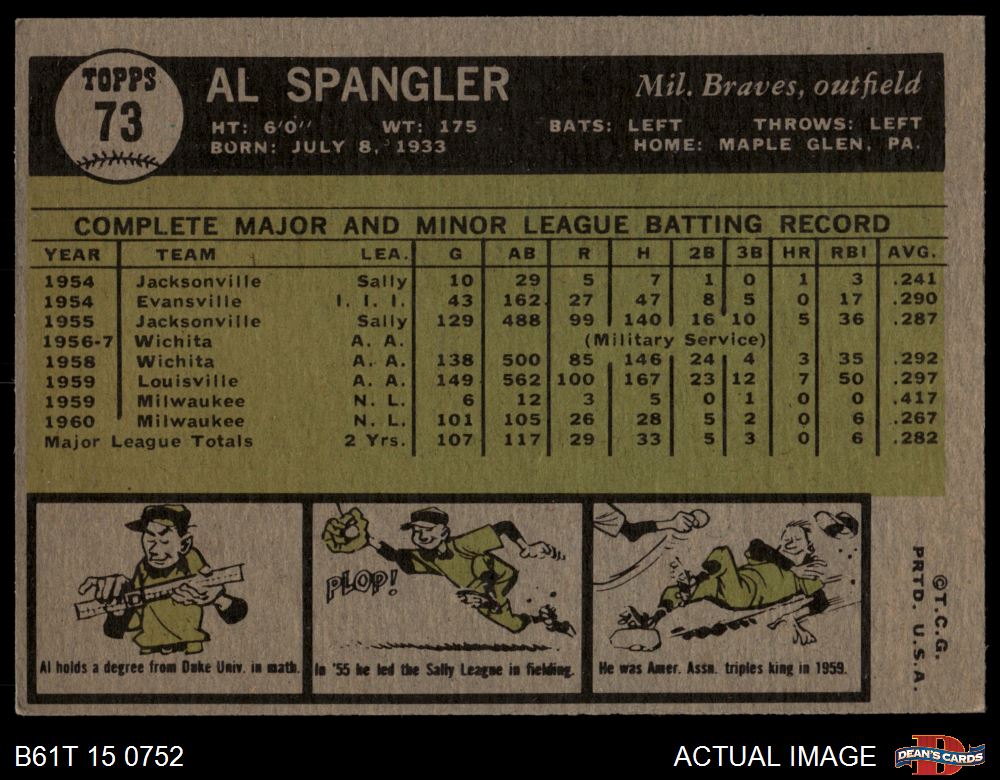 TOPPS
73
AL SPANGLER
Mil. Braves, outfield
HT: 6'0" WT: 175 BATS: LEFT THROWS: LEFT
BORN: JULY 8, 1933 HOME: MAPLE GLEN, PA.
COMPLETE MAJOR AND MINOR LEAGUE BATTING RECORD
YEAR TEAM LEA. G AB R H 2B 3B HR RBI AVG.
1954 Jacksonville Sally 10 29 5 7 1 0 1 3 .241
1954 Evansville I. I. I. 43 162 27 47 8 5 0 17 .290
1955 Jacksonville Sally 129 488 99 140 16 10 5 36 .287
1956-7 Wichita A. A. (Military Service)
1958 Wichita A. A. 138 500 85 146 24 4 3 35 .292
1959 Louisville A. A. 149 562 100 167 23 12 7 50 .297
1959 Milwaukee N. L. 6 12 3 5 0 1 0 0 .417
1960 Milwaukee N. L. 101 105 26 28 5 2 0 6 .267
Major League Totals 2 Yrs. 107 117 29 33 5 3 0 6 .282
PLOP!
Al holds a degree from Duke Univ. in math.
In '55 he led the Sally League in fielding.
He was Amer. Assn. triples king in 1959.
©T.C.G.
PRTD. U.S.A.
B61T 15 0752
ACTUAL IMAGE
DEAN'S CARDS